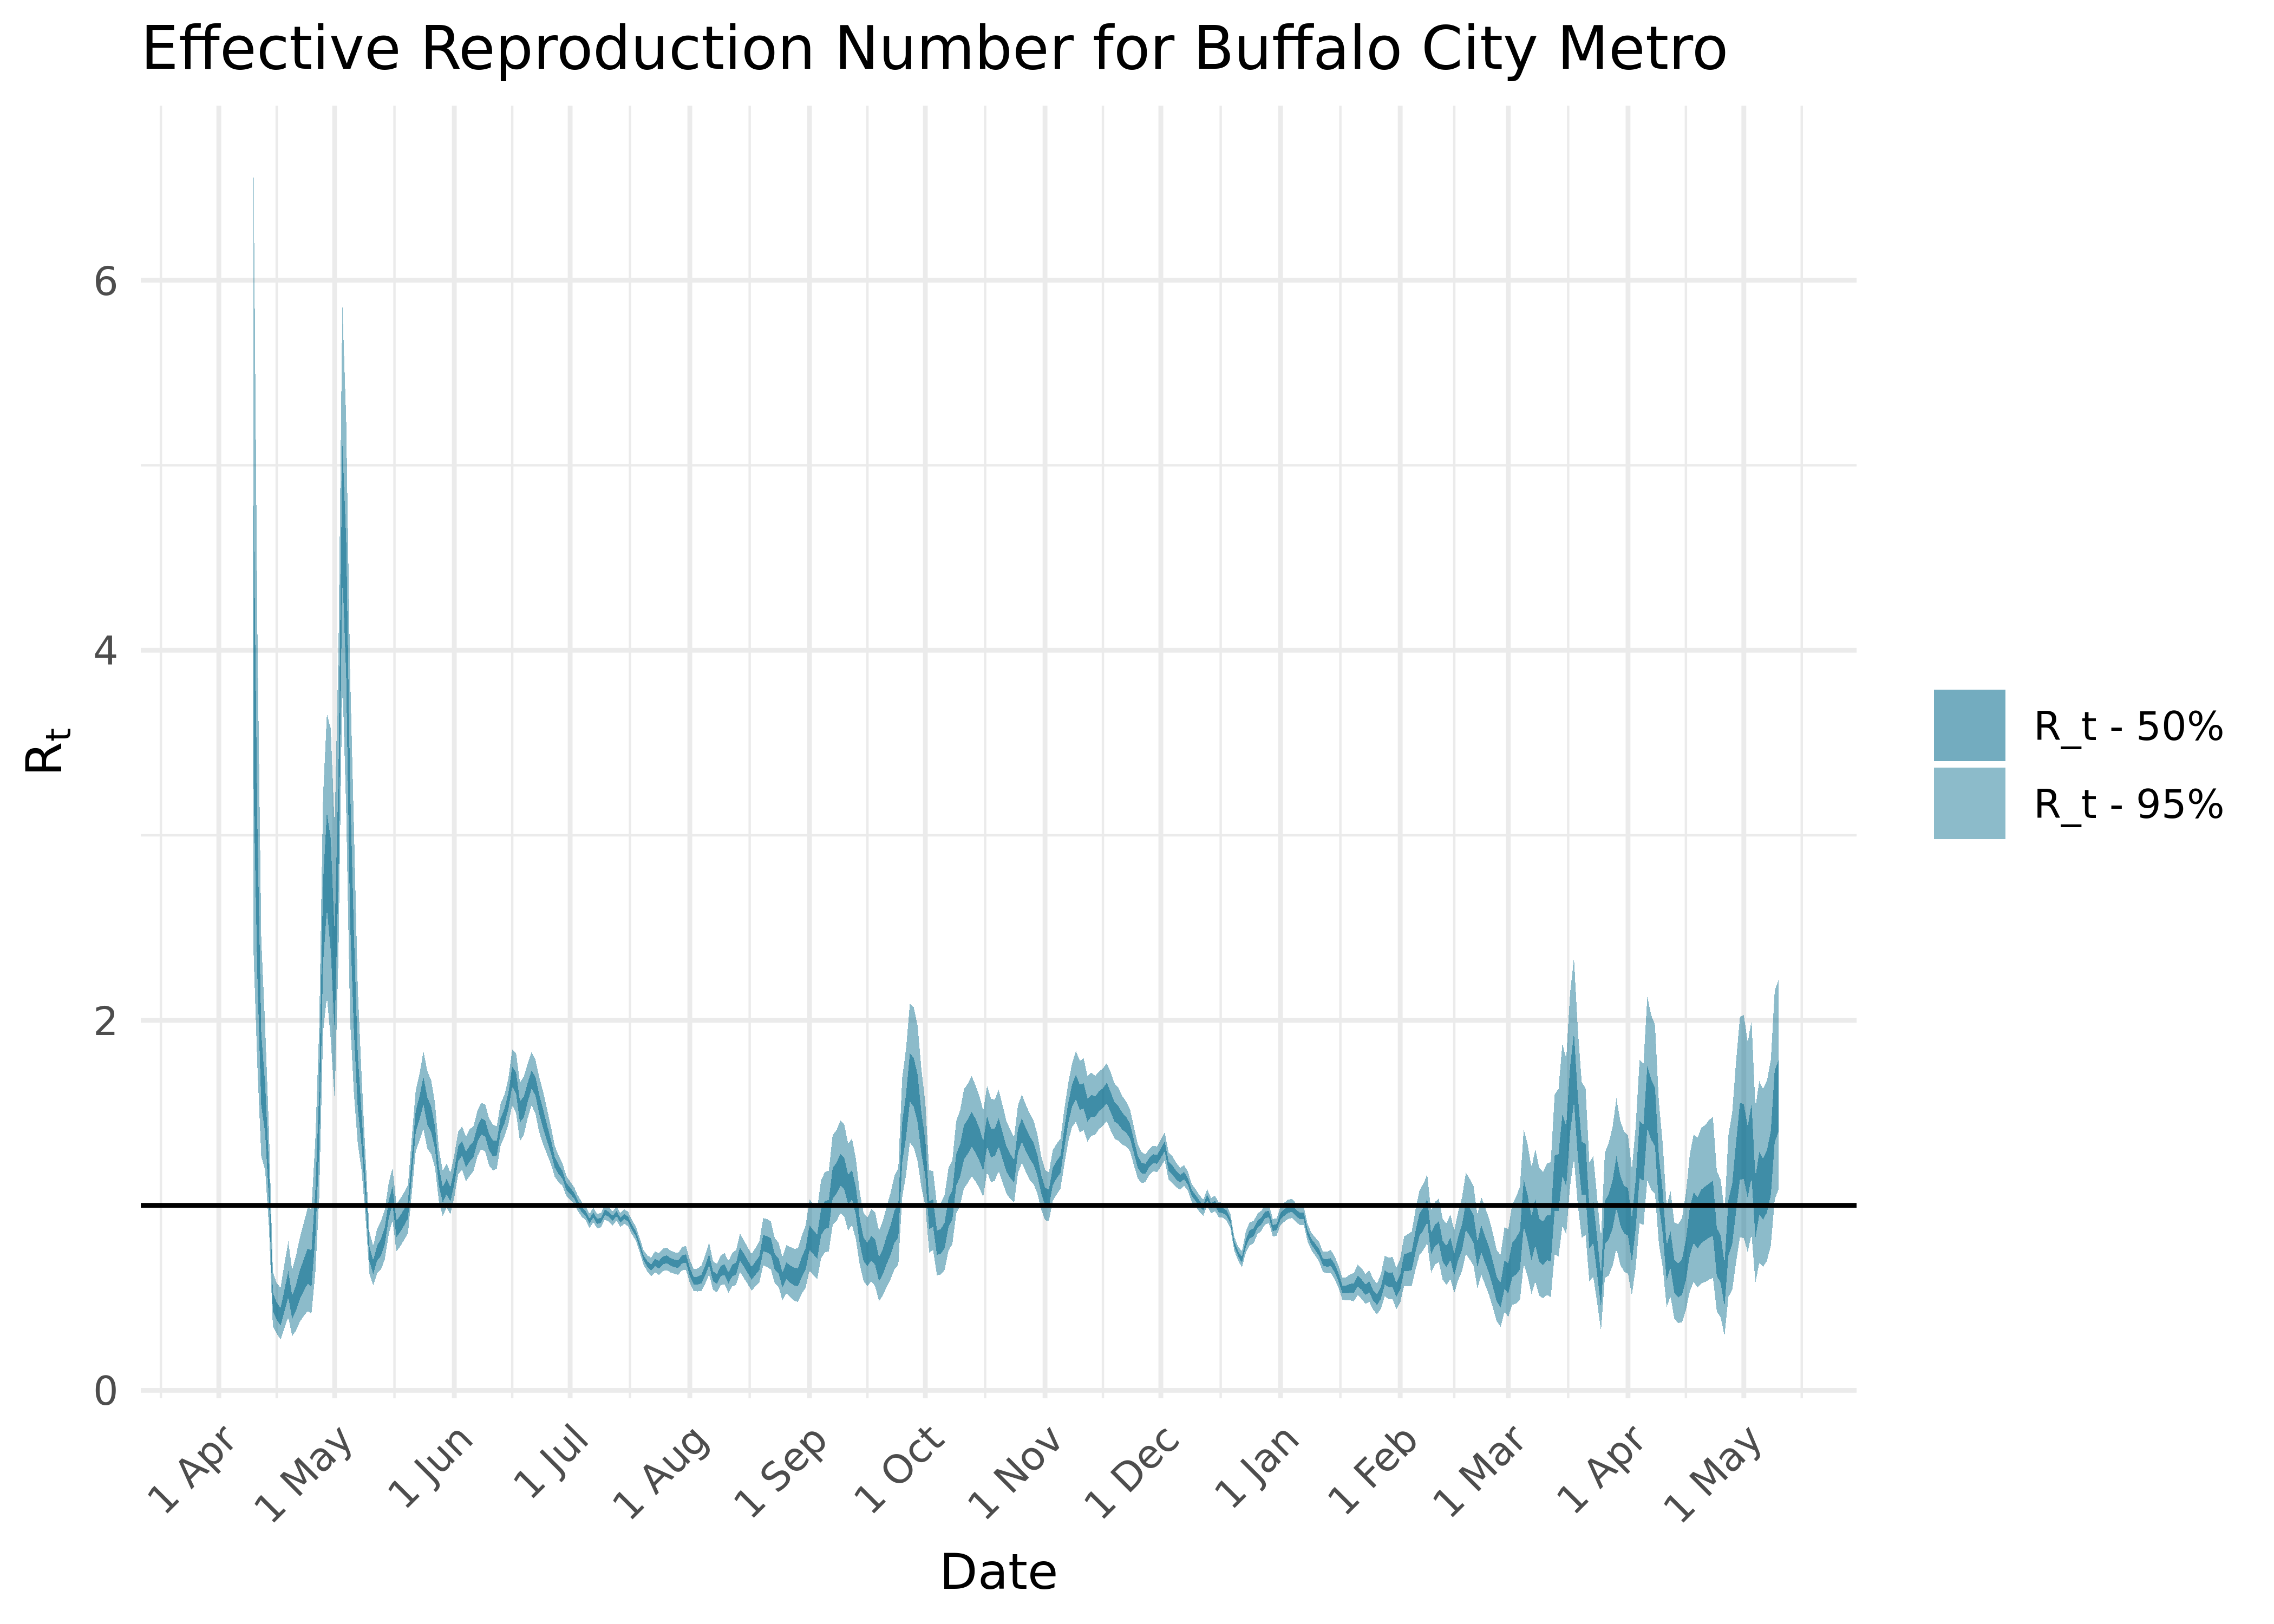 Effective Reproduction Number for Buffalo City Metro
Rt
6
4
2
0
1 Apr
1 May
1 Jun
1 Jul
1 Aug
1 Sep
1 Oct
1 Nov
1 Dec
1 Jan
1 Feb
1 Mar
1 Apr
1 May
Date
R_t - 50%
R_t - 95%